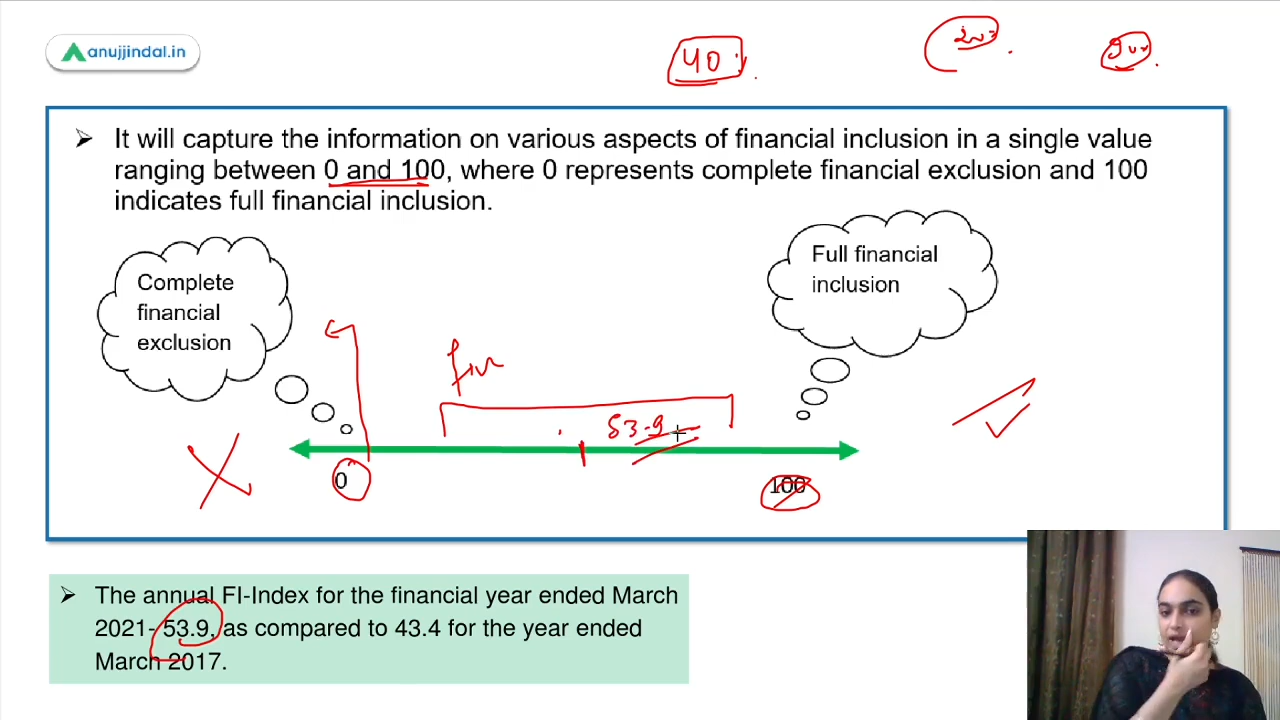 anujjindal.in
40
➤ It will capture the information on various aspects of financial inclusion in a single value
ranging between 0 and 100, where 0 represents complete financial exclusion and 100
indicates full financial inclusion.
Complete
financial
exclusion
Full financial
inclusion
53.9
0
100
➤ The annual FI-Index for the financial year ended March
2021- 53.9, as compared to 43.4 for the year ended
March 2017.